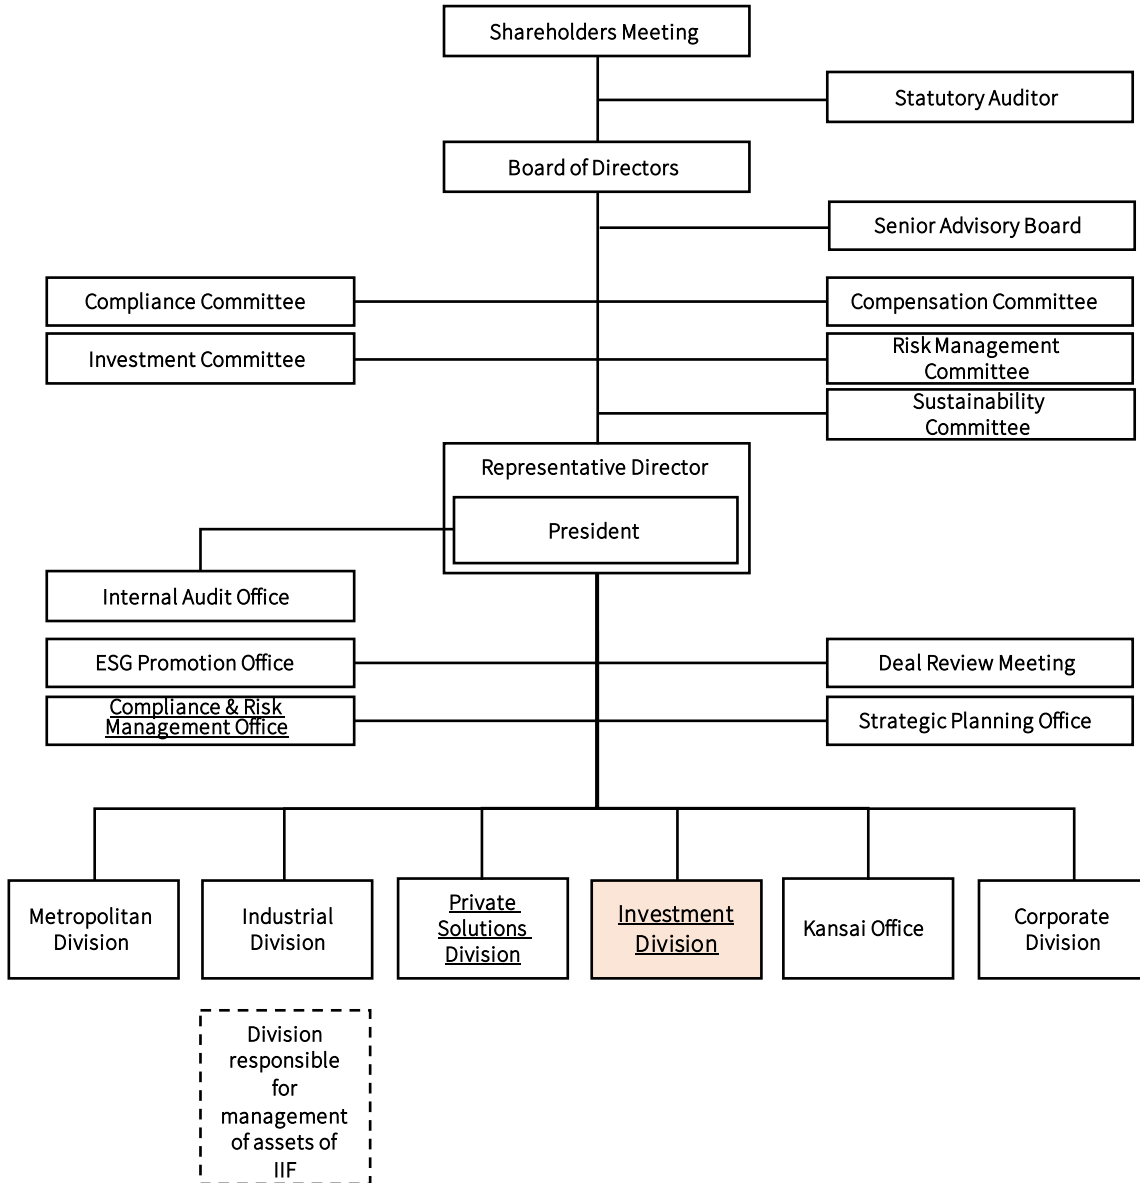 Shareholders Meeting
Statutory Auditor
Board of Directors
Senior Advisory Board
Compliance Committee
Compensation Committee
Investment Committee
Risk Management
Committee
Sustainability
Committee
Representative Director
President
Internal Audit Office
ESG Promotion Office
Deal Review Meeting
Compliance & Risk
Management Office
Strategic Planning Office
Metropolitan
Division
Industrial
Division
Private
Solutions
Division
Investment
Division
Kansai Office
Corporate
Division
Division
responsible
for
management
of assets of
IIF